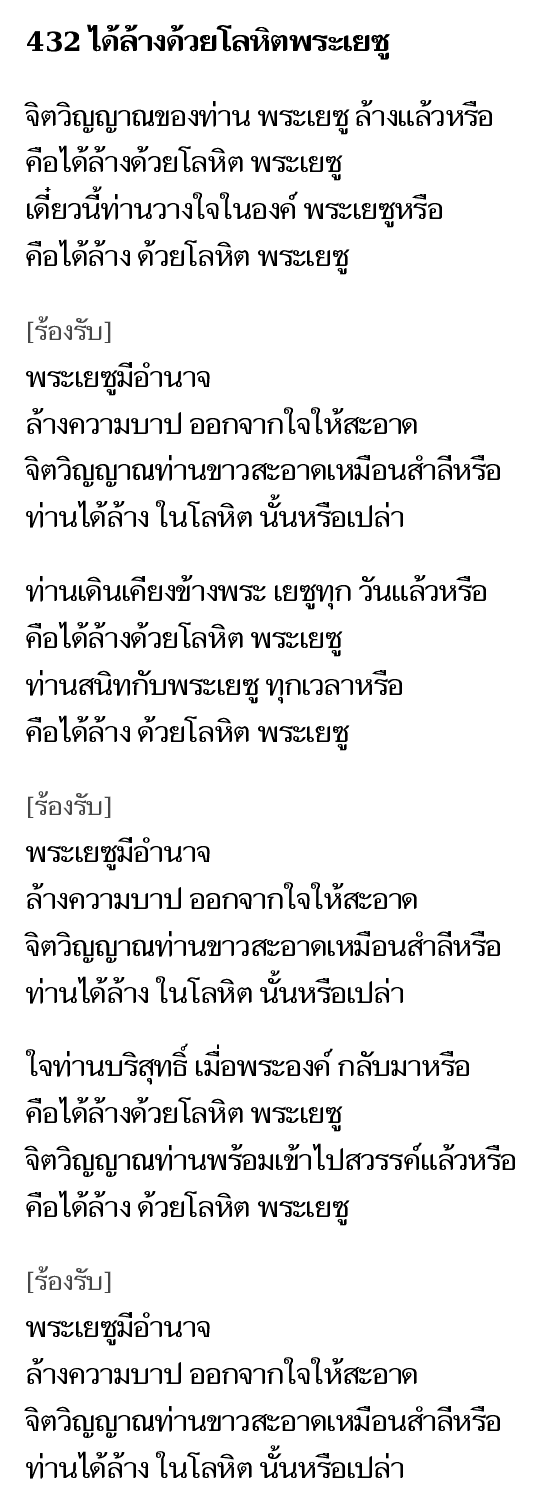 432 ได้ล้างด้วยโลหิตพระเยซู
จิตวิญญาณของท่าน พระเยซู ล้างแล้วหรือ
คือได้ล้างด้วยโลหิต พระเยซู
เดี๋ยวนี้ท่านวางใจในองค์ พระเยซูหรือ
คือได้ล้าง ด้วยโลหิต พระเยซู
[ร้องรับ]
พระเยซูมีอำนาจ
ล้างความบาป ออกจากใจให้สะอาด
จิตวิญญาณท่านขาวสะอาดเหมือนสำลีหรือ
ท่านได้ล้าง ในโลหิต นั้นหรือเปล่า
ท่านเดินเคียงข้างพระ เยซูทุก วันแล้วหรือ
คือได้ล้างด้วยโลหิต พระเยซู
ท่านสนิทกับพระเยซู ทุกเวลาหรือ
คือได้ล้าง ด้วยโลหิต พระเยซู
[ร้องรับ]
พระเยซูมีอำนาจ
ล้างความบาป ออกจากใจให้สะอาด
จิตวิญญาณท่านขาวสะอาดเหมือนสำลีหรือ
ท่านได้ล้าง ในโลหิต นั้นหรือเปล่า
ใจท่านบริสุทธิ์ เมื่อพระองค์ กลับมาหรือ
คือได้ล้างด้วยโลหิต พระเยซู
จิตวิญญาณท่านพร้อมเข้าไปสวรรค์แล้วหรือ
คือได้ล้าง ด้วยโลหิต พระเยซู
[ร้องรับ]
พระเยซูมีอำนาจ
ล้างความบาป ออกจากใจให้สะอาด
จิตวิญญาณท่านขาวสะอาดเหมือนสำลีหรือ
ท่านได้ล้าง ในโลหิต นั้นหรือเปล่า